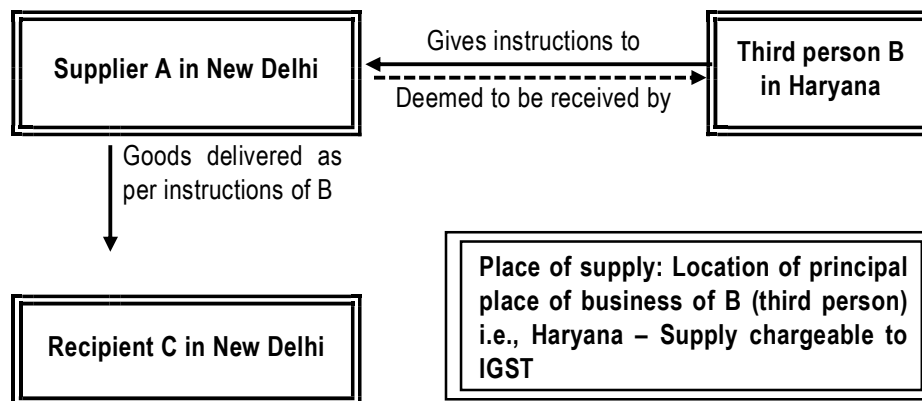 Supplier A in New Delhi
Gives instructions to
Deemed to be received by
Third person B
in Haryana
Goods delivered as
per instructions of B
Recipient C in New Delhi
Place of supply: Location of principal
place of business of B (third person)
i.e., Haryana – Supply chargeable to
IGST